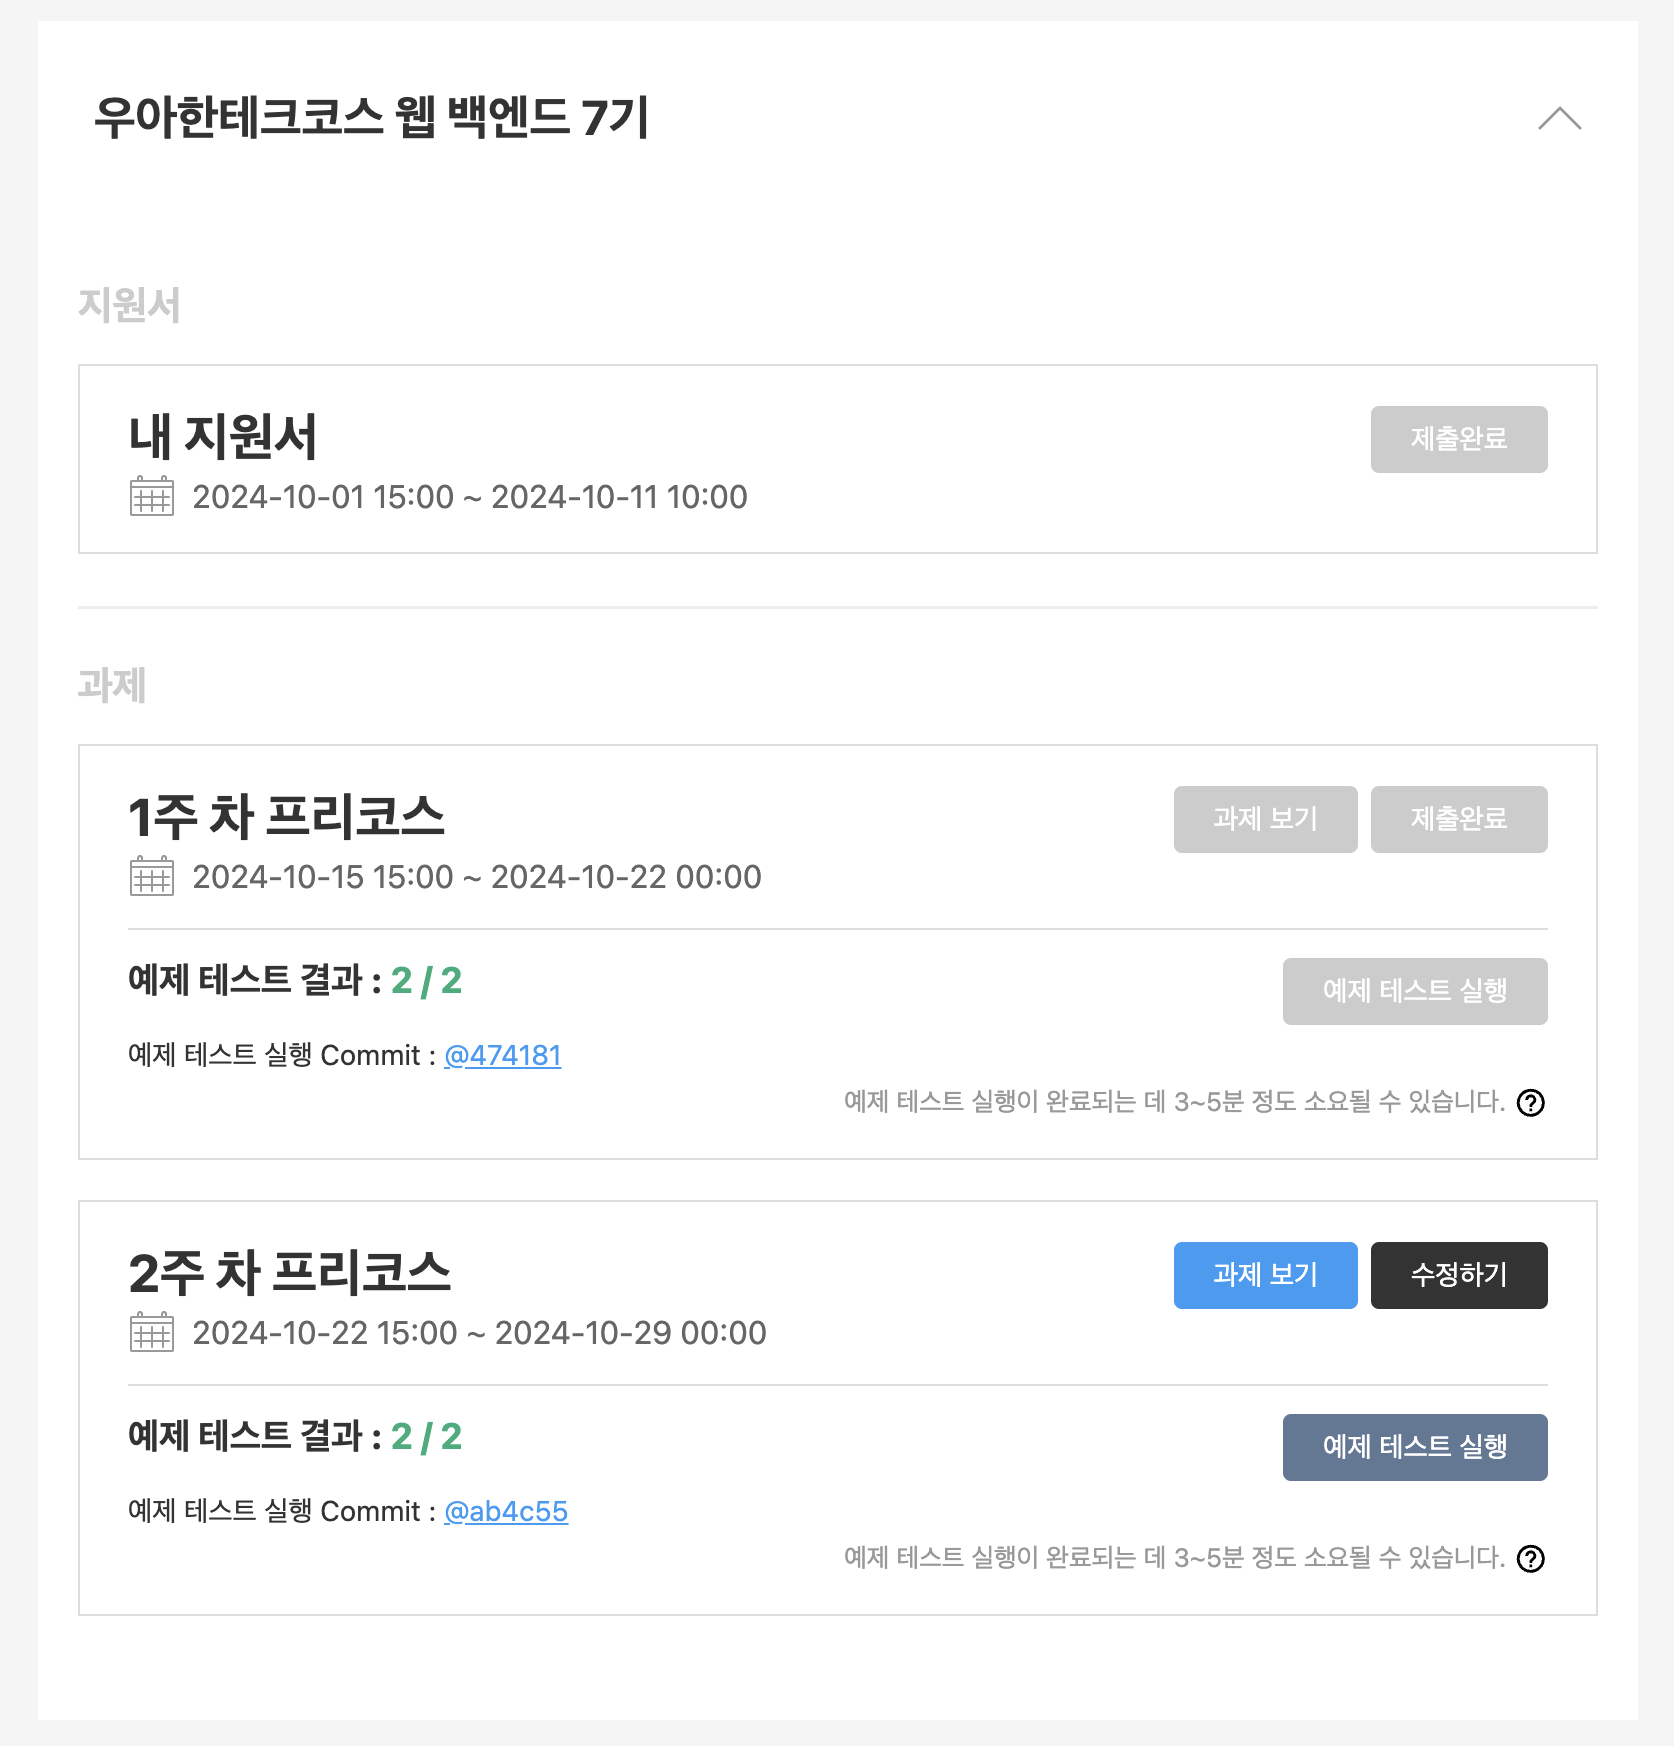 우아한테크코스 웹 백엔드 7기
지원서
내 지원서
제출완료
2024-10-01 15:00 ~ 2024-10-11 10:00
과제
1주 차 프리코스
과제 보기
제출완료
2024-10-15 15:00 ~ 2024-10-22 00:00
예제 테스트 결과 : 2 / 2
예제 테스트 실행
예제 테스트 실행 Commit : @474181
예제 테스트 실행이 완료되는 데 3~5분 정도 소요될 수 있습니다. ?
2주 차 프리코스
과제 보기
수정하기
2024-10-22 15:00 ~ 2024-10-29 00:00
예제 테스트 결과 : 2 / 2
예제 테스트 실행
예제 테스트 실행 Commit : @ab4c55
예제 테스트 실행이 완료되는 데 3~5분 정도 소요될 수 있습니다. ?